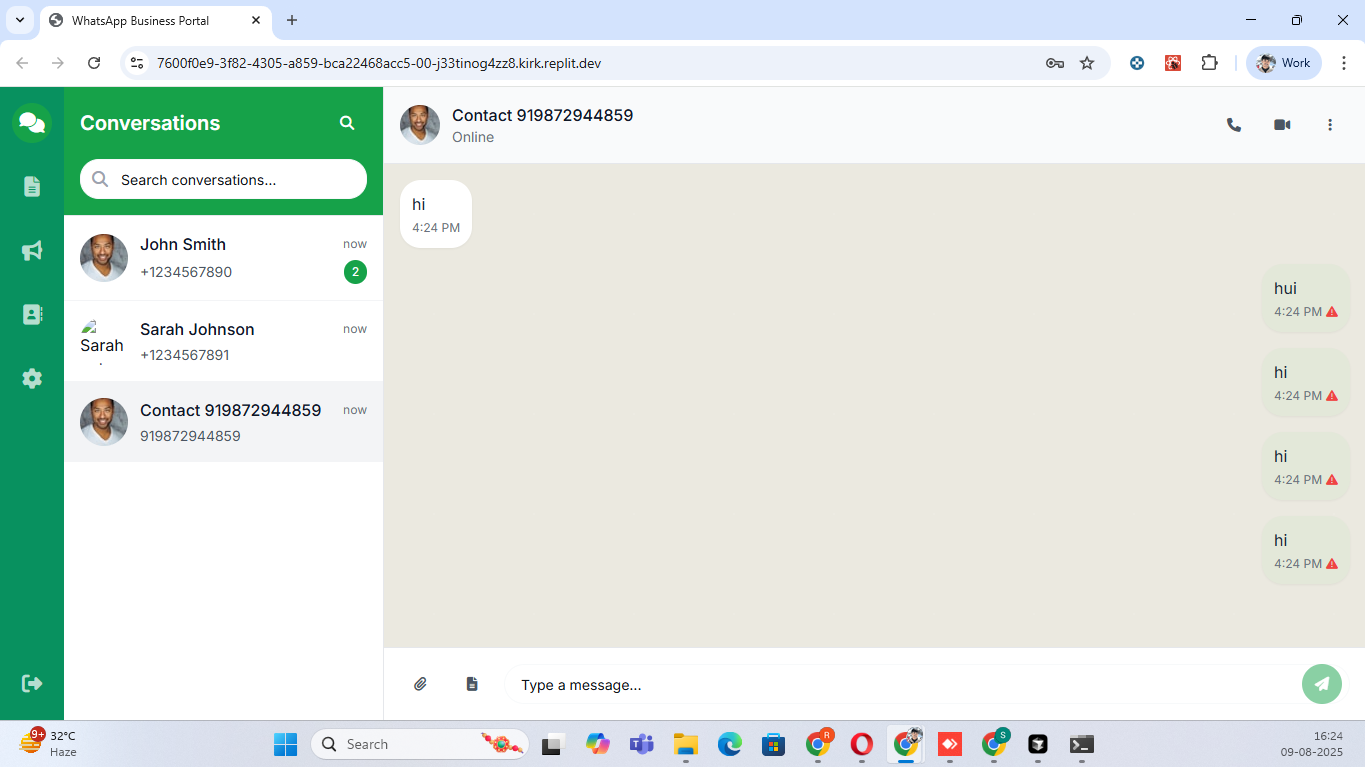 WhatsApp Business Portal
7600f0e9-3f82-4305-a859-bca22468acc5-00-j33tinog4zz8.kirk.replit.dev
Work
Conversations
Search conversations...
John Smith
now
+1234567890
2
Sarah
Sarah Johnson
now
+1234567891
Contact 919872944859
now
919872944859
Contact 919872944859
Online
hi
4:24 PM
hui
4:24 PM
hi
4:24 PM
hi
4:24 PM
hi
4:24 PM
Type a message...
9+
32°C
Haze
Search
R
S
16:24
09-08-2025